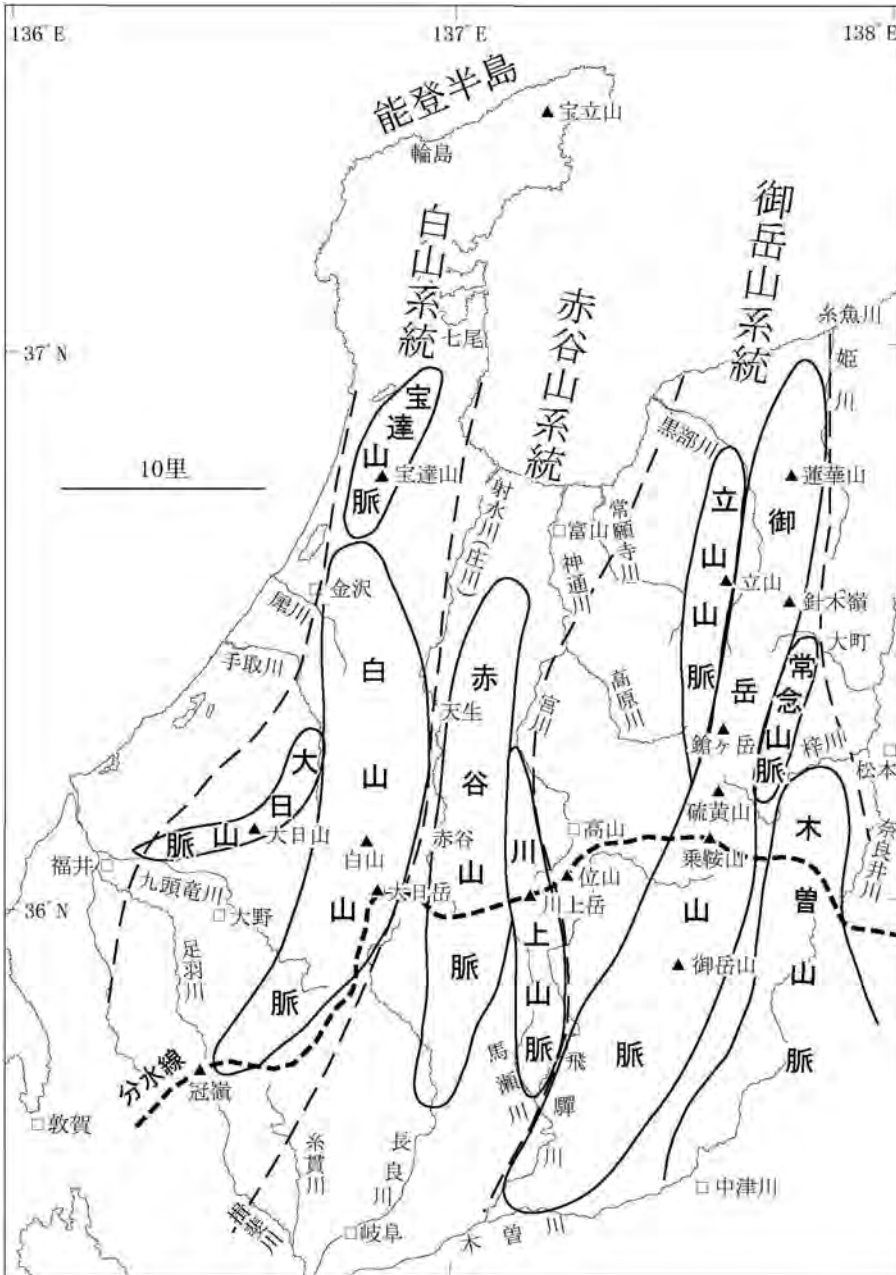 136°E
137°E
138°E
能登半島
宝立山
輪島
白山系統
七尾
御岳山系統
赤谷山系統
糸魚川
姫川
37°N
宝達山脈
宝達山
10里
射水川(庄川)
黒部川
蓮華山
富山
常願寺川
神通川
立山山脈
立山
御岳山脈
針木嶺
大町
常念山脈
金沢
犀川
手取川
白山山脈
赤谷山脈
天生
宮川
高原川
鎗ヶ岳
梓川
松本
硫黄山
大日山脈
大日山
川上山脈
高山
木曽山脈
奈良井川
福井
白山
赤谷
乗鞍山
九頭竜川
大日岳
位山
川上岳
36°N
大野
足羽川
御岳山
馬瀬川
飛驒川
分水線
冠嶺
敦賀
糸貫川
長良川
揖斐川
岐阜
木曽川
中津川